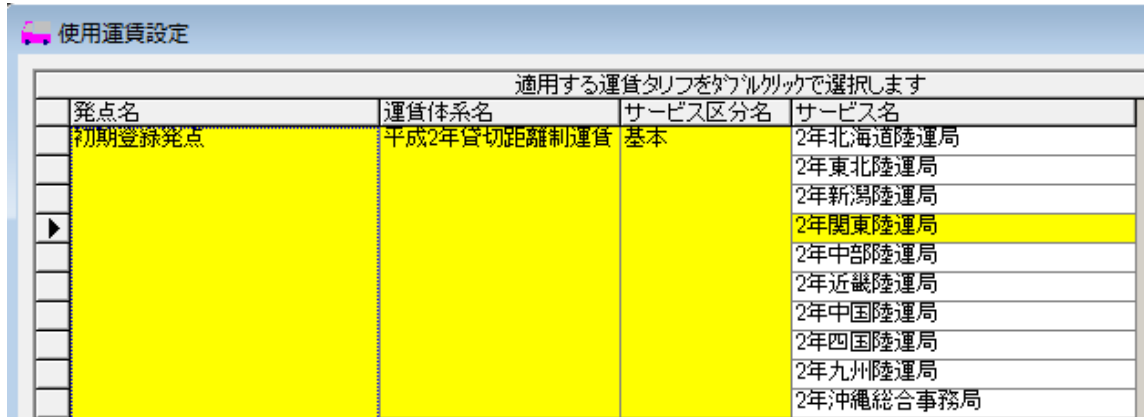 使用運賃設定
適用する運賃タリフをﾀﾞﾌﾞﾙｸﾘｯｸで選択します
発点名 運賃体系名 サービス区分名 サービス名
初期登録発点 平成2年貸切距離制運賃 基本 2年北海道陸運局
2年東北陸運局
2年新潟陸運局
2年関東陸運局
2年中部陸運局
2年近畿陸運局
2年中国陸運局
2年四国陸運局
2年九州陸運局
2年沖縄総合事務局